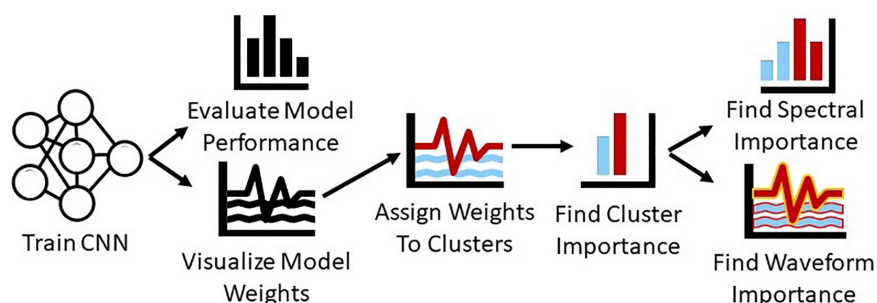 Train CNN
Evaluate Model
Performance
Visualize Model
Weights
Assign Weights
To Clusters
Find Cluster
Importance
Find Spectral
Importance
Find Waveform
Importance